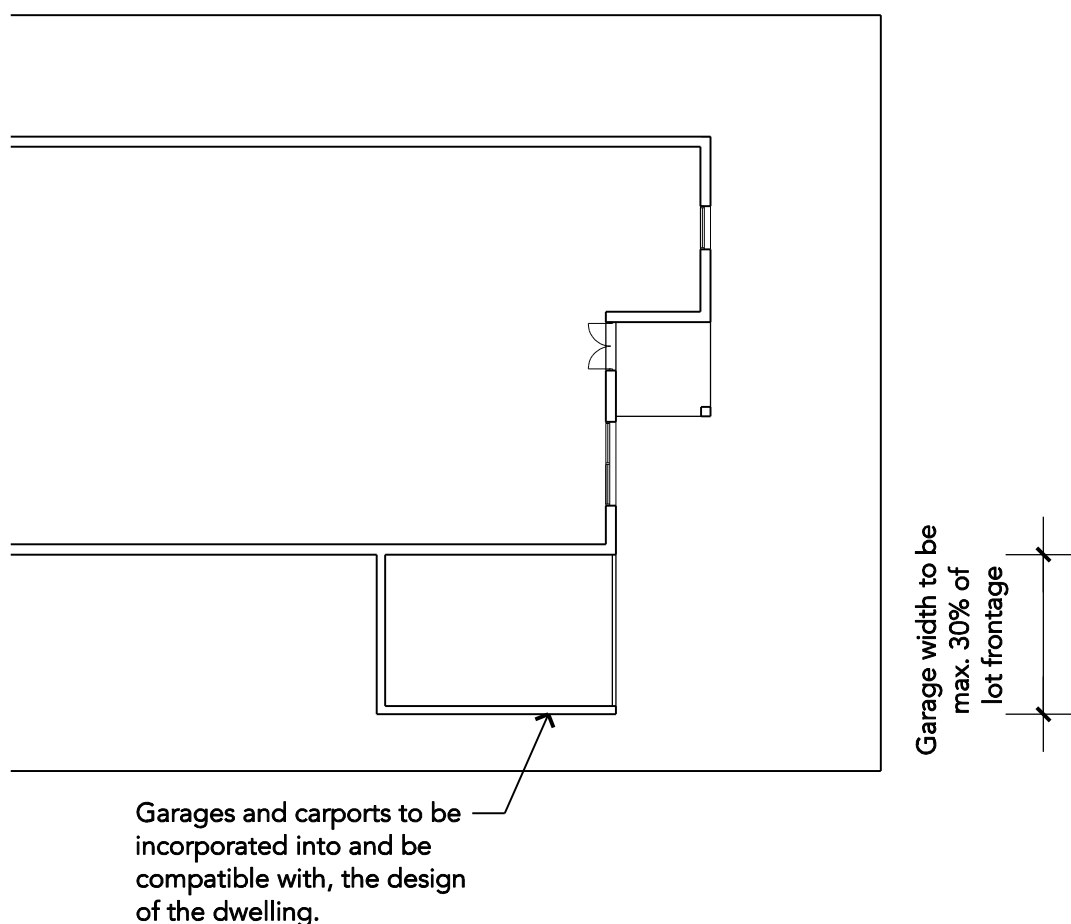 Garage width to be
max. 30% of
lot frontage
Garages and carports to be
incorporated into and be
compatible with, the design
of the dwelling.